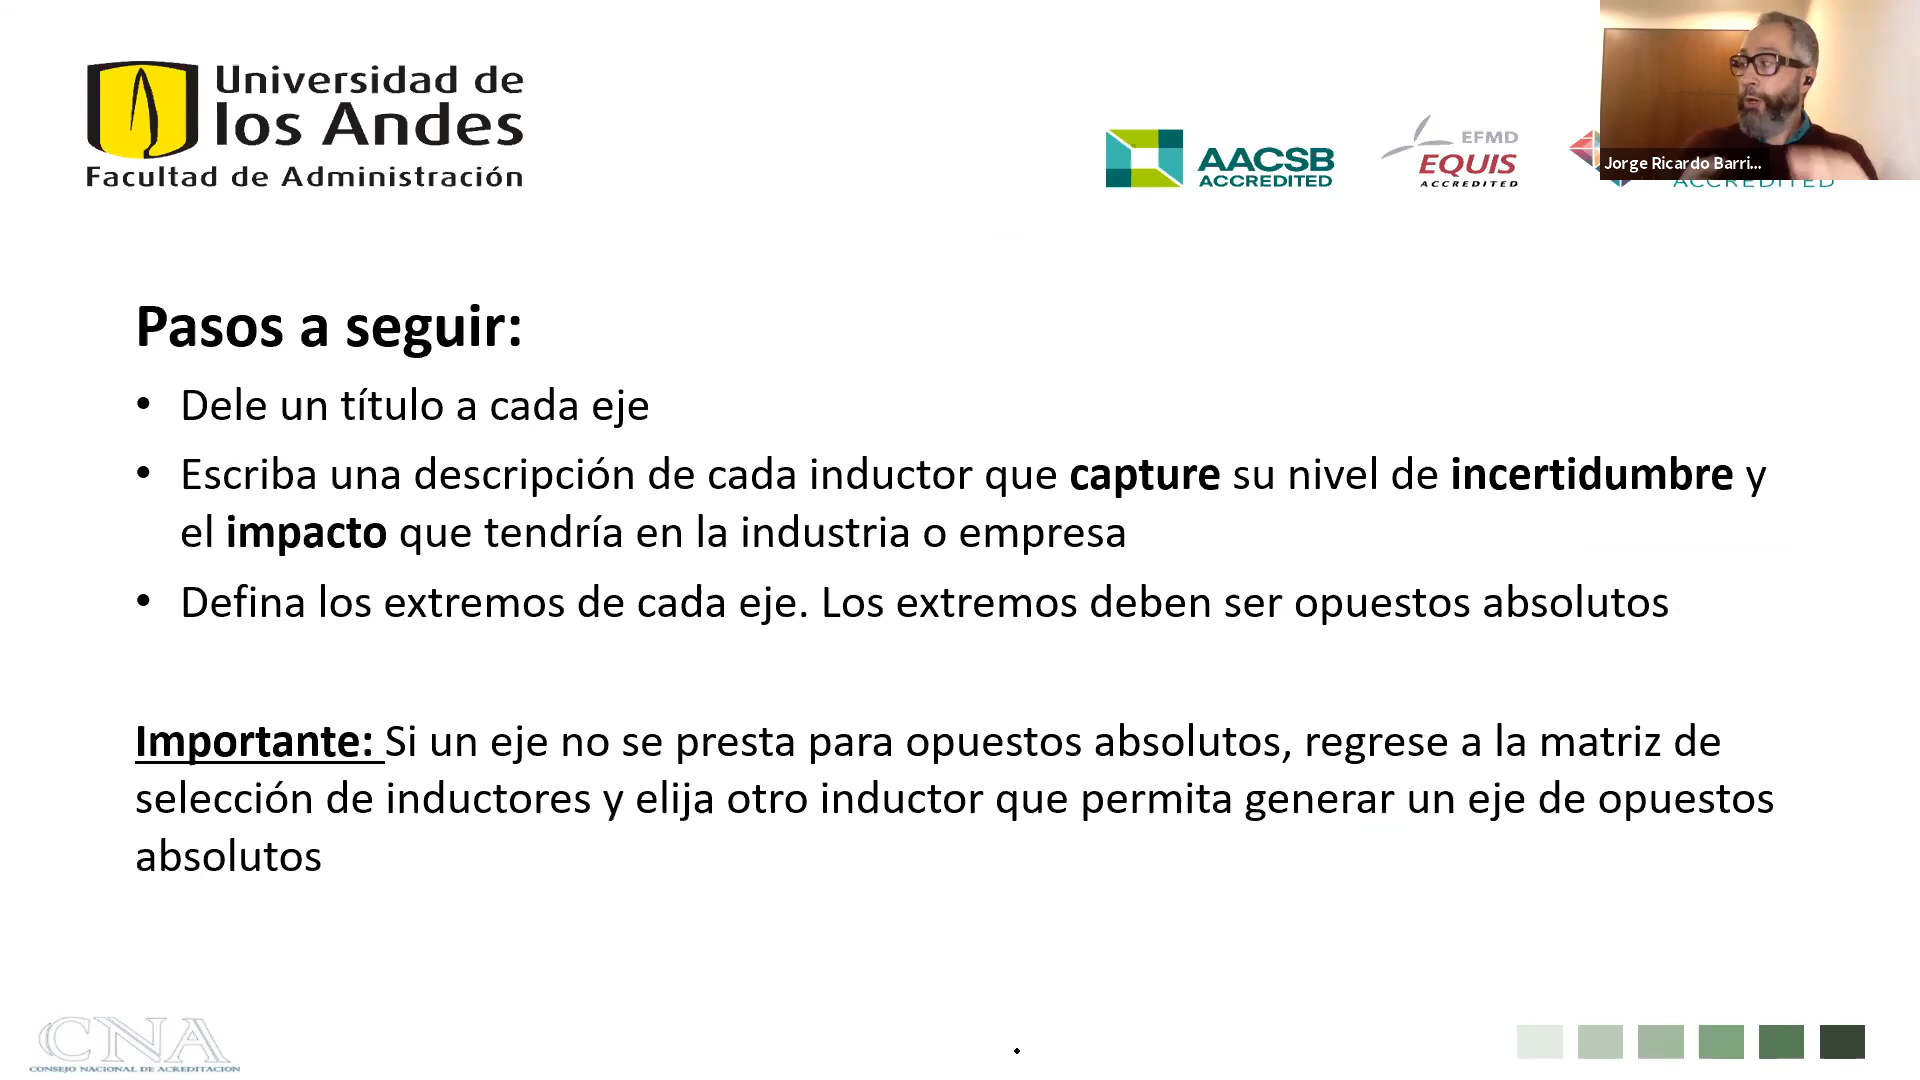 Universidad de
los Andes
Facultad de Administración
AACSB
ACCREDITED
EFMD
EQUIS
ACCREDITED
Jorge Ricardo Barri...
ACCREDITED
Pasos a seguir:
• Dele un título a cada eje
• Escriba una descripción de cada inductor que capture su nivel de incertidumbre y
el impacto que tendría en la industria o empresa
• Defina los extremos de cada eje. Los extremos deben ser opuestos absolutos
Importante: Si un eje no se presta para opuestos absolutos, regrese a la matriz de
selección de inductores y elija otro inductor que permita generar un eje de opuestos
absolutos
CNA
CONSEJO NACIONAL DE ACREDITACION